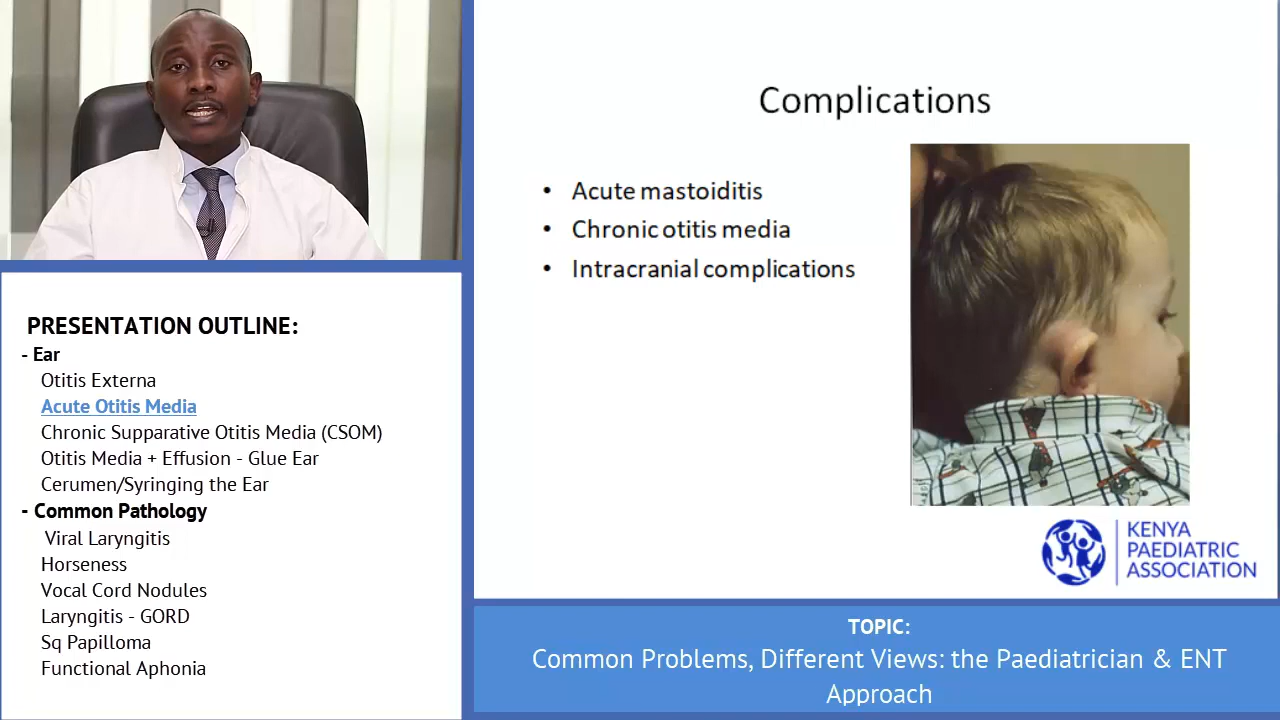 PRESENTATION OUTLINE:
- Ear
Otitis Externa
Acute Otitis Media
Chronic Supparative Otitis Media (CSOM)
Otitis Media + Effusion - Glue Ear
Cerumen/Syringing the Ear
- Common Pathology
Viral Laryngitis
Horseness
Vocal Cord Nodules
Laryngitis - GORD
Sq Papilloma
Functional Aphonia
Complications
• Acute mastoiditis
• Chronic otitis media
• Intracranial complications
KENYA
PAEDIATRIC
ASSOCIATION
TOPIC:
Common Problems, Different Views: the Paediatrician & ENT
Approach